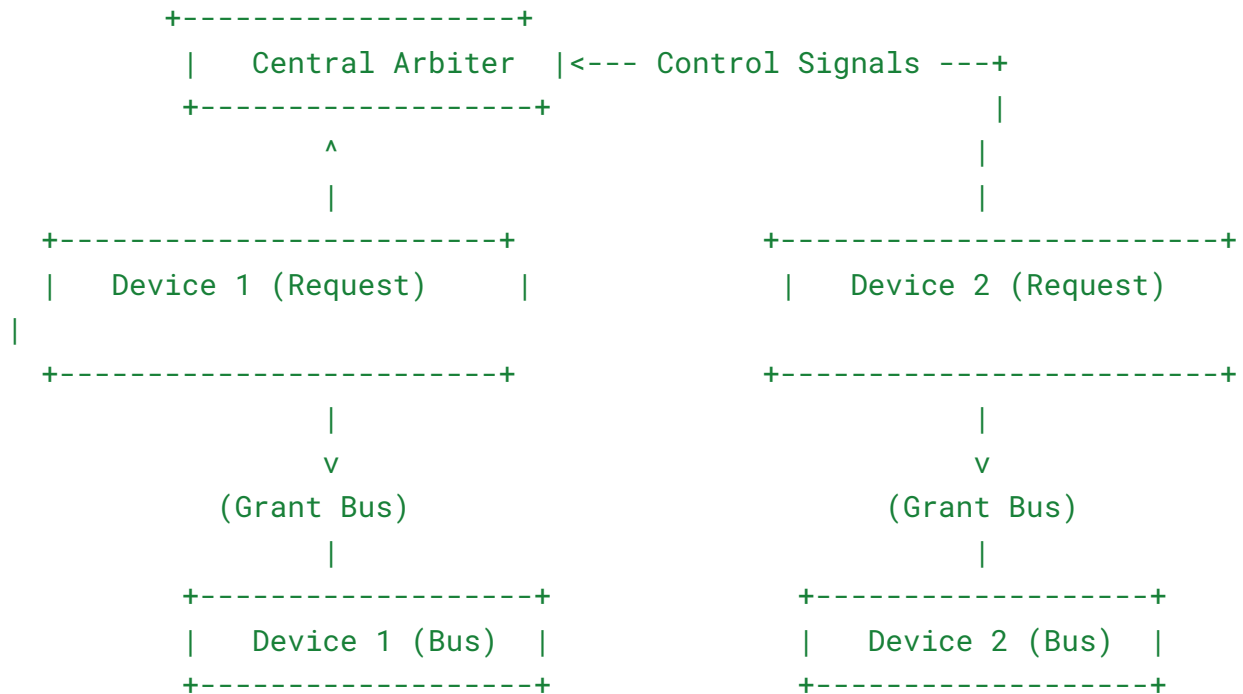 +-------------------+
|   Central Arbiter  |<--- Control Signals ---+
+-------------------+                         |
^                                     |
|                                     |
+-------------------------+              +-------------------------+
|   Device 1 (Request)     |              |   Device 2 (Request)
|
+-------------------------+              +-------------------------+
|                                     |
v                                     v
(Grant Bus)                           (Grant Bus)
|                                     |
+-------------------+              +-------------------+
|   Device 1 (Bus)  |              |   Device 2 (Bus)  |
+-------------------+              +-------------------+